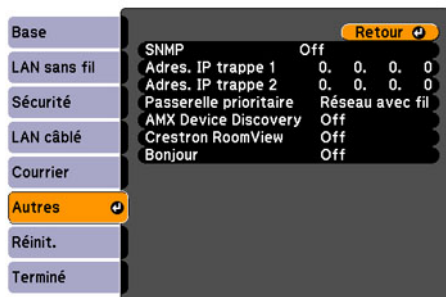 Base
LAN sans fil
Sécurité
LAN câblé
Courrier
Autres
Réinit.
Terminé
Retour
SNMP Off
Adres. IP trappe 1 0. 0. 0. 0
Adres. IP trappe 2 0. 0. 0. 0
Passerelle prioritaire Réseau avec fil
AMX Device Discovery Off
Crestron RoomView Off
Bonjour Off